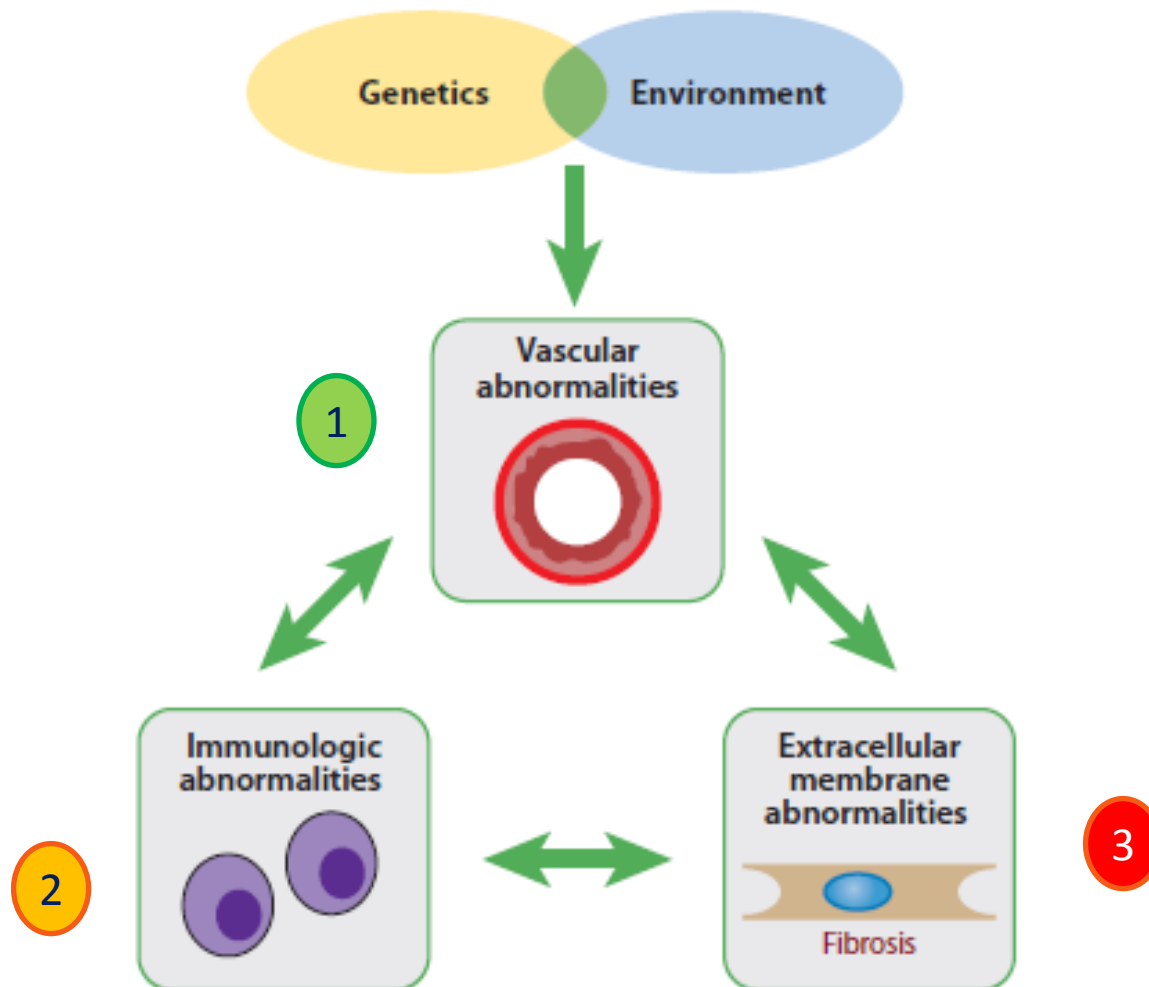 Genetics
Environment
Vascular
abnormalities
1
Immunologic
abnormalities
2
Extracellular
membrane
abnormalities
Fibrosis
3